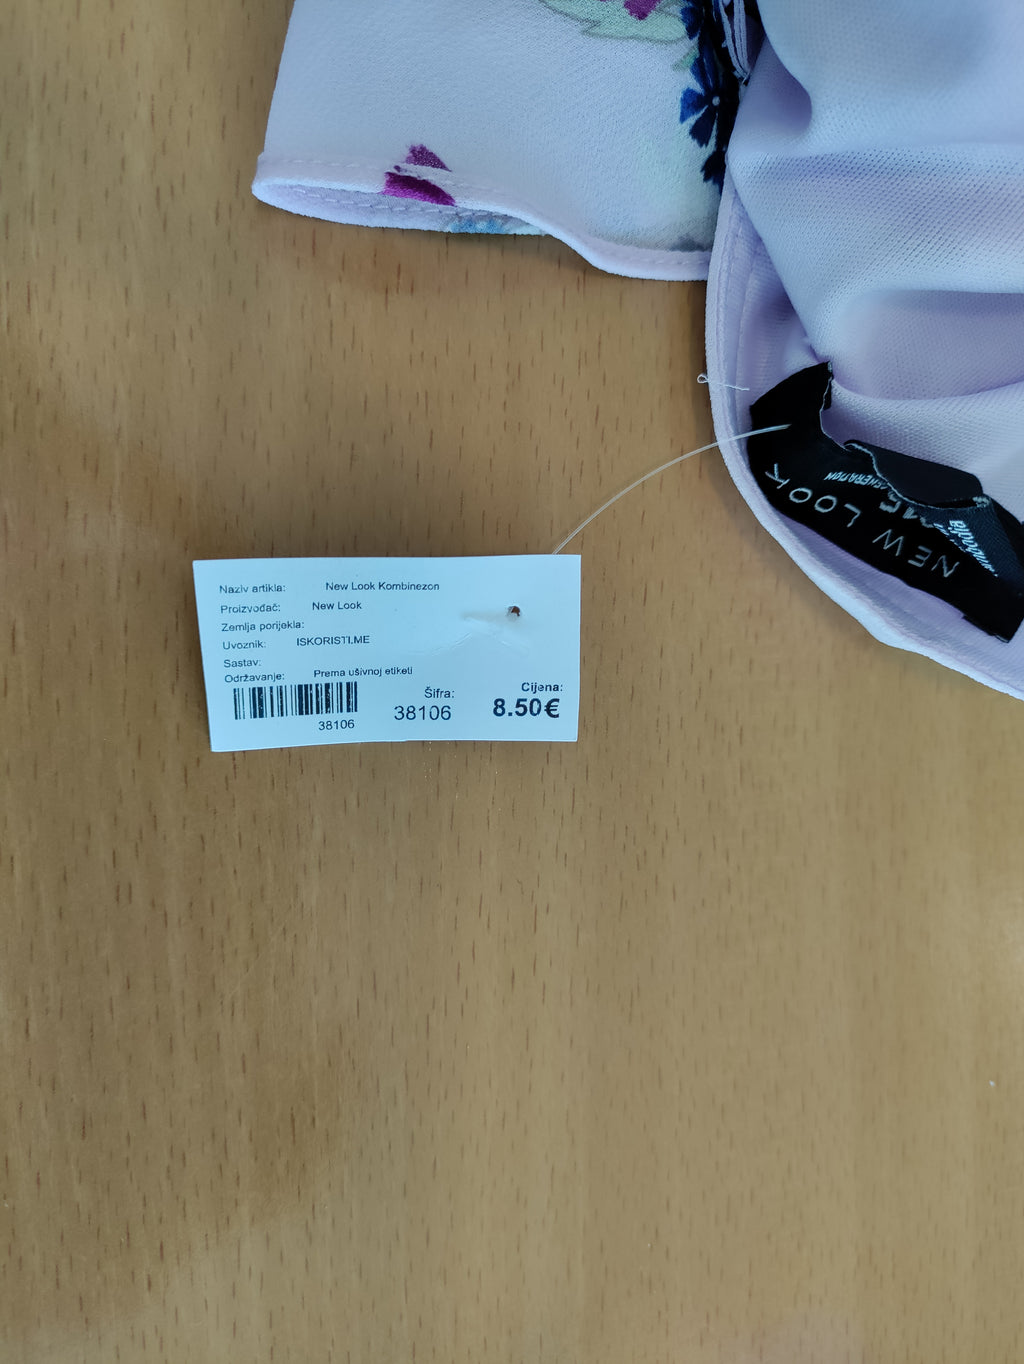 Naziv artikla: New Look Kombinezon
Proizvođač: New Look
Zemlja porijekla:
Uvoznik: ISKORISTI.ME
Sastav:
Održavanje: Prema ušivnoj etiketi
38106
Šifra:
38106
Cijena:
8.50€
NEW LOOK
GENERATION